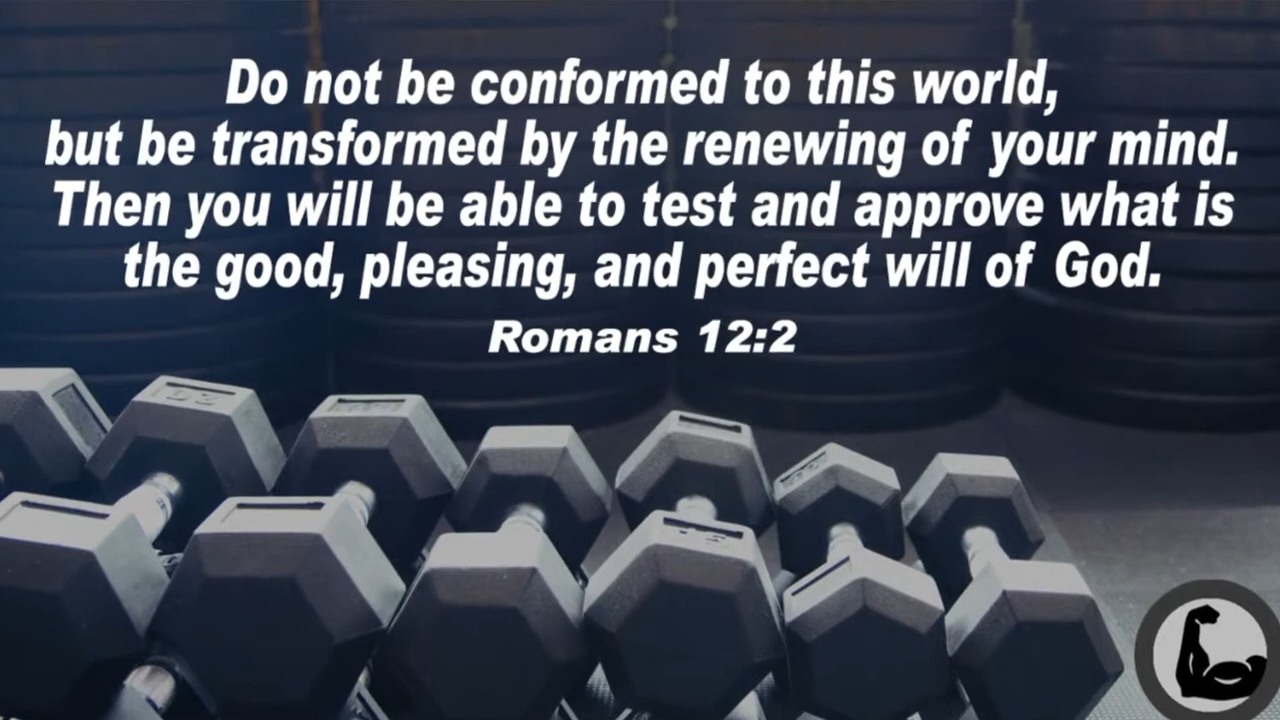 Do not be conformed to this world,
but be transformed by the renewing of your mind.
Then you will be able to test and approve what is
the good, pleasing, and perfect will of God.
Romans 12:2